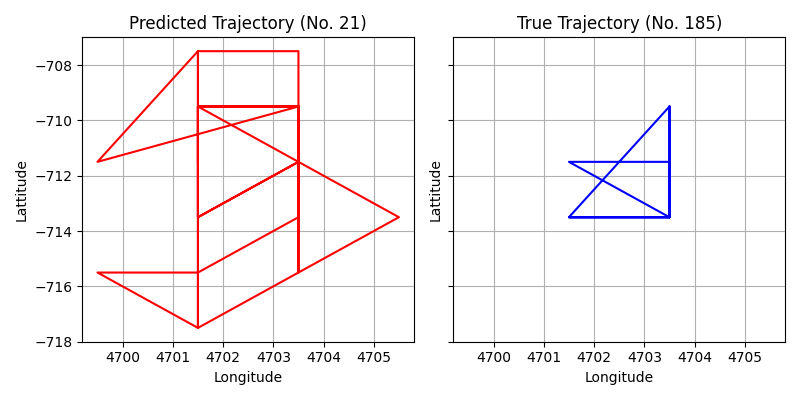 Predicted Trajectory (No. 21)
True Trajectory (No. 185)
Lattitude
−708
−710
−712
−714
−716
−718
4700 4701 4702 4703 4704 4705
Longitude
Lattitude
4700 4701 4702 4703 4704 4705
Longitude